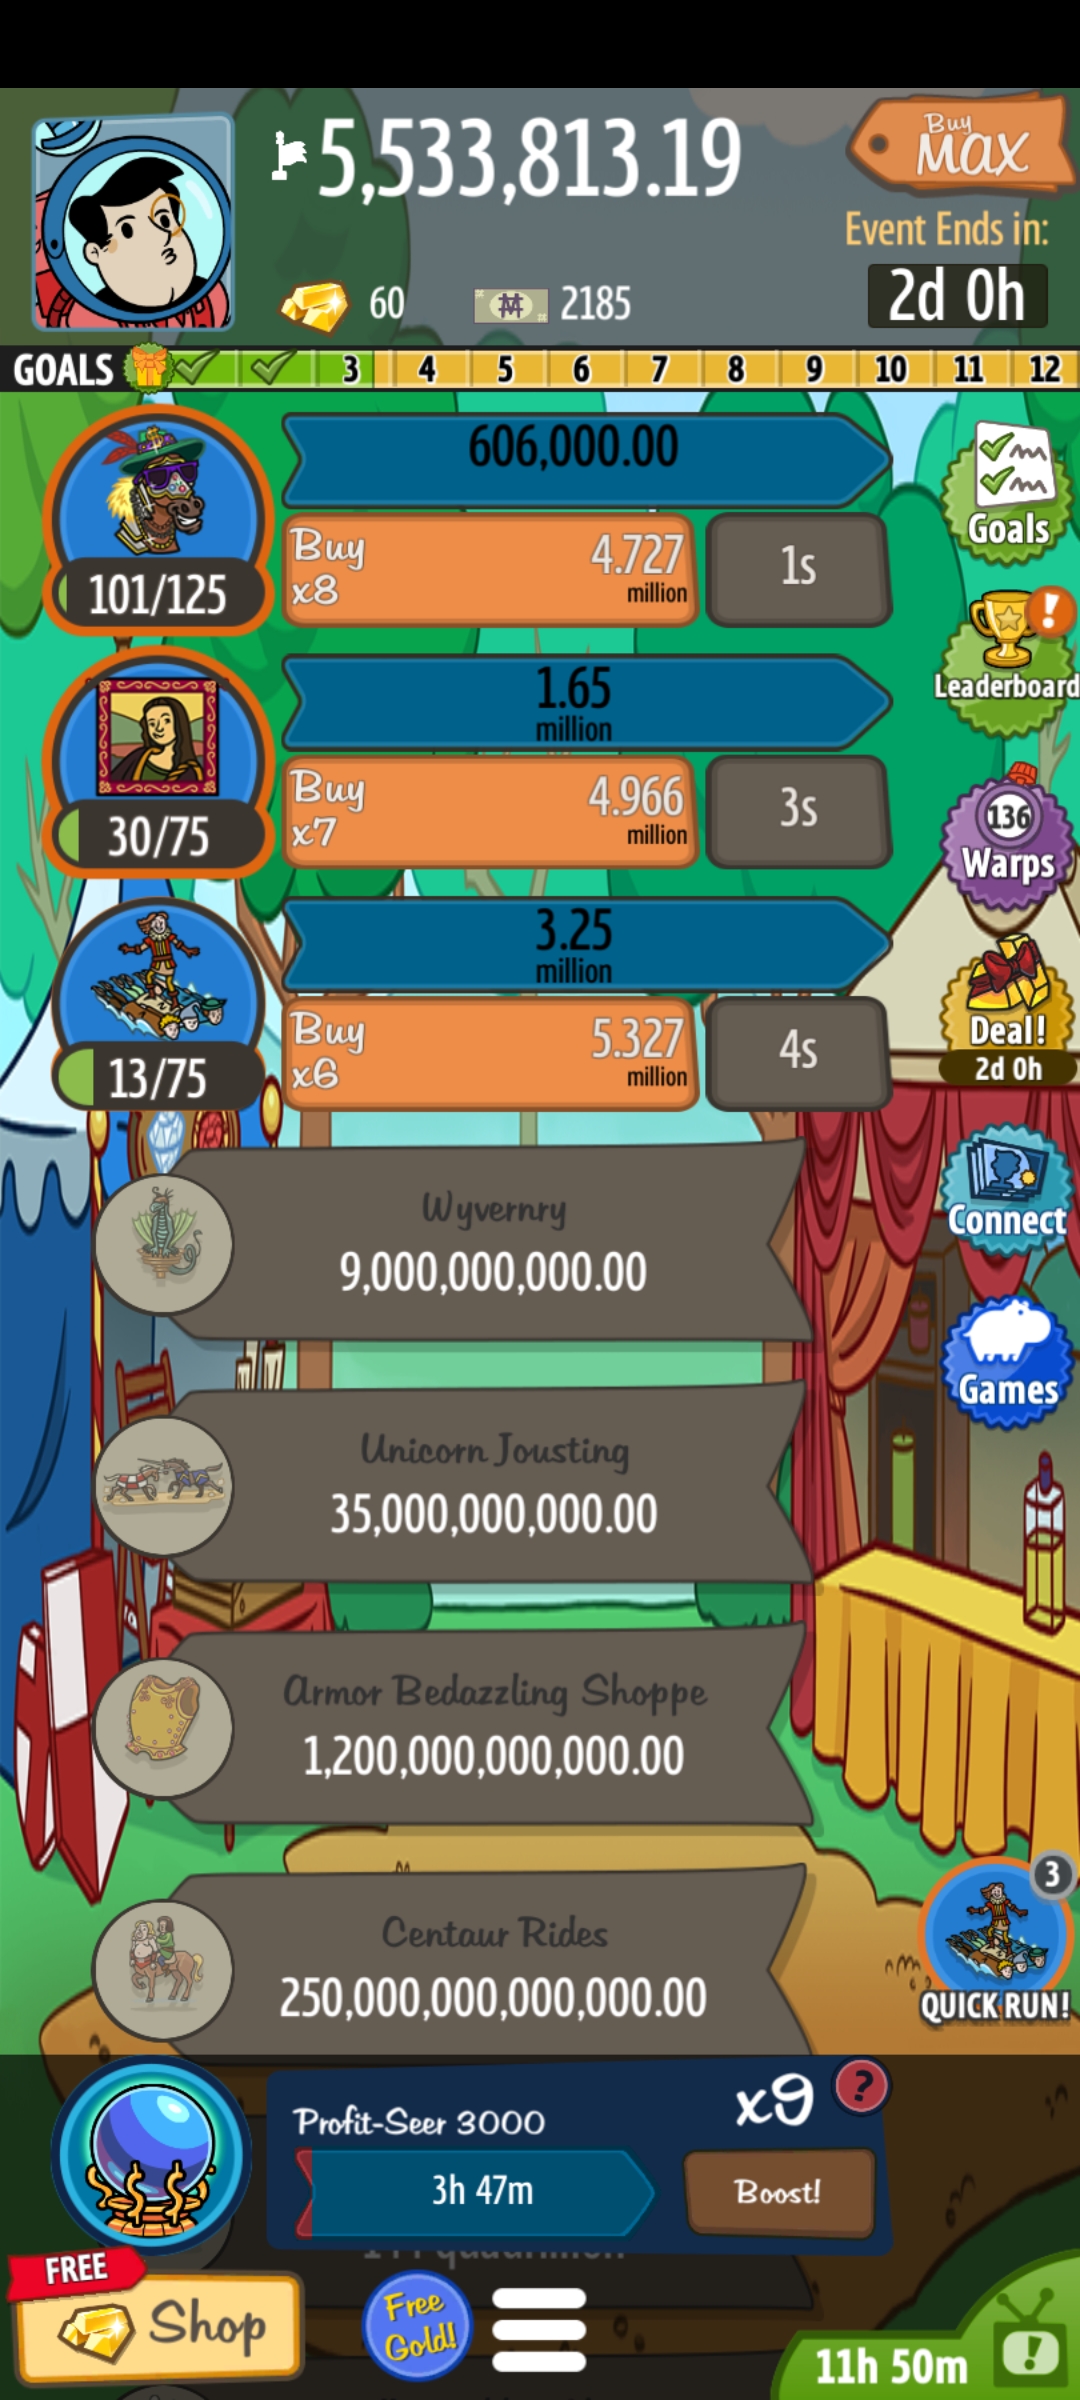 5,533,813.19
Buy
MAX
Event Ends in:
2d 0h
60
2185
GOALS 3 4 5 6 7 8 9 10 11 12
606,000.00
Buy
x8
4.727
million
1s
101/125
Goals
Leaderboard
1.65
million
Buy
x7
4.966
million
3s
30/75
136
Warps
3.25
million
Buy
x6
5.327
million
4s
13/75
Deal!
2d 0h
Wyvernry
9,000,000,000.00
Connect
Unicorn Jousting
35,000,000,000.00
Games
Armor Bedazzling Shoppe
1,200,000,000,000.00
Centaur Rides
250,000,000,000,000.00
3
QUICK RUN!
Profit-Seer 3000
x9
?
3h 47m
Boost!
FREE
Shop
Free
Gold!
11h 50m